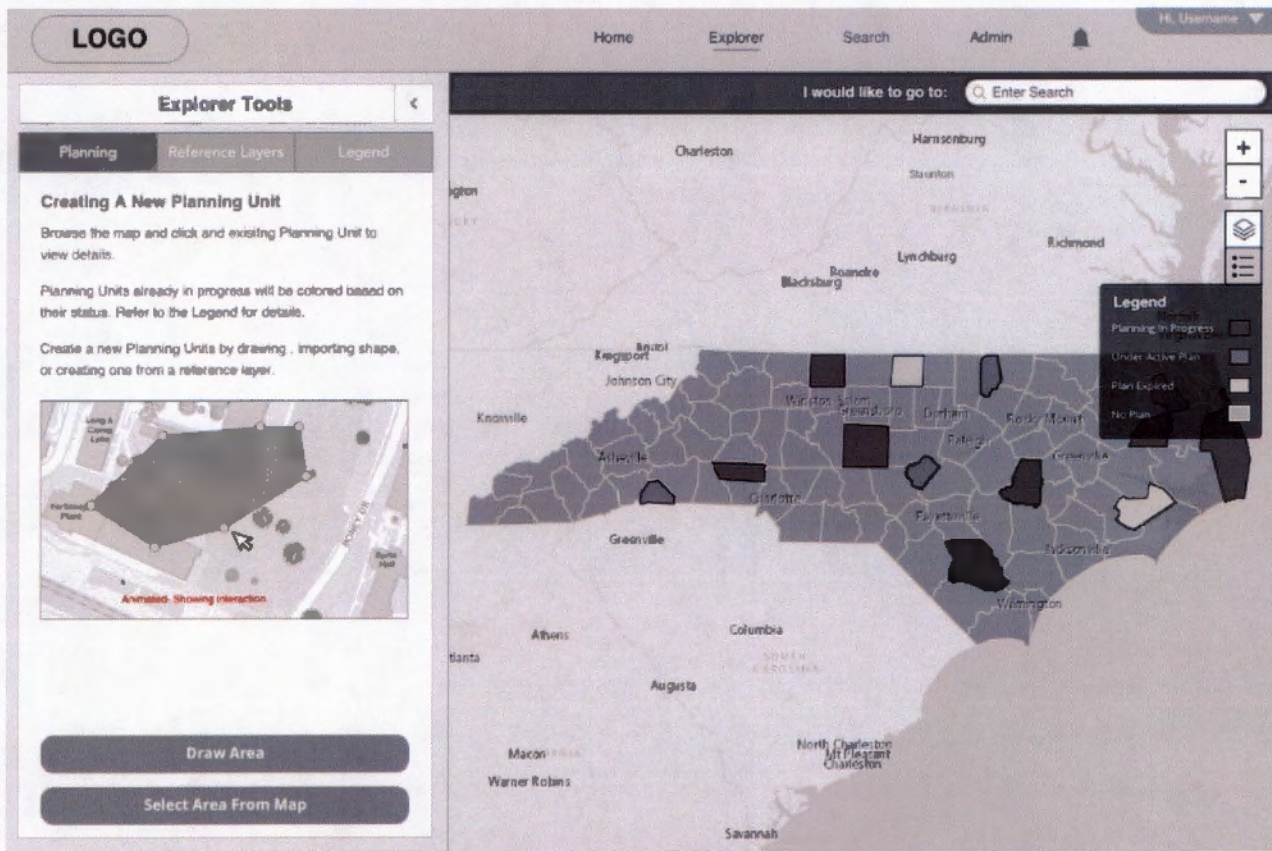 LOGO
Home
Explorer
Search
Admin
Hi, Username
Explorer Tools
Planning
Reference Layers
Legend
Creating A New Planning Unit
Browse the map and click and exisitng Planning Unit to
view details.
Planning Units already in progress will be colored based on
their status. Refer to the Legend for details.
Create a new Planning Units by drawing , importing shape,
or creating one from a reference layer.
Animated- Showing Interaction
Draw Area
Select Area From Map
I would like to go to:
Enter Search
+
-
Harrisonburg
Charleston
Staunton
VIRGINIA
Richmond
Lynchburg
Roanoke
Blacksburg
Legend
Planning In Progress
Under Active Plan
Plan Expired
No Plan
Norfolk
Bristol
Kingsport
Johnson City
Knoxville
Winston-Salem
Greensboro
Durham
Rocky Mount
Raleigh
Greenville
Asheville
Charlotte
Fayetteville
Jacksonville
Greenville
Wilmington
Athens
Columbia
SOUTH
CAROLINA
tlanta
Augusta
North Charleston
Mt Pleasant
Charleston
Macon
Warner Robins
Savannah